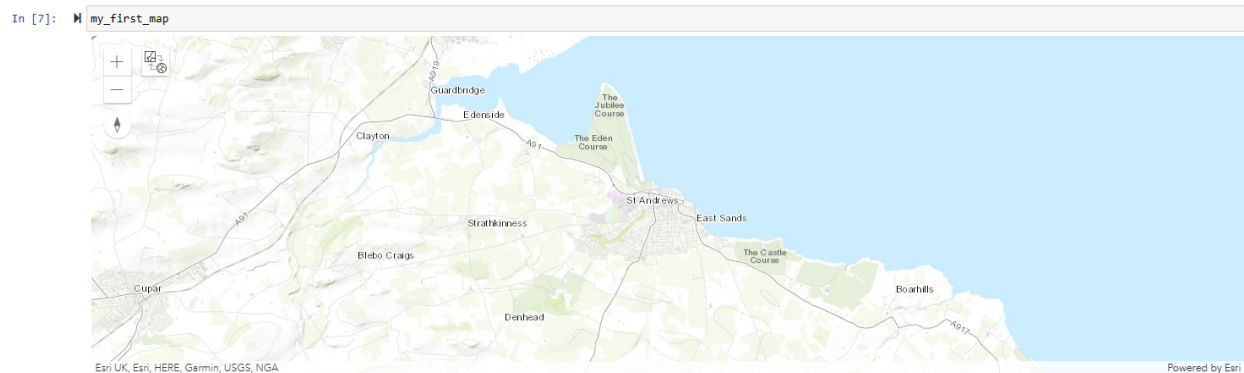 In [7]: my_first_map
A919
Guardbridge
The
Jubilee
Course
Edenside
Clayton
The Eden
Course
A91
St Andrews
A91
East Sands
Strathkinness
Blebo Craigs
The Castle
Course
Cupar
Boarhills
Denhead
A917
Esri UK, Esri, HERE, Garmin, USGS, NGA
Powered by Esri